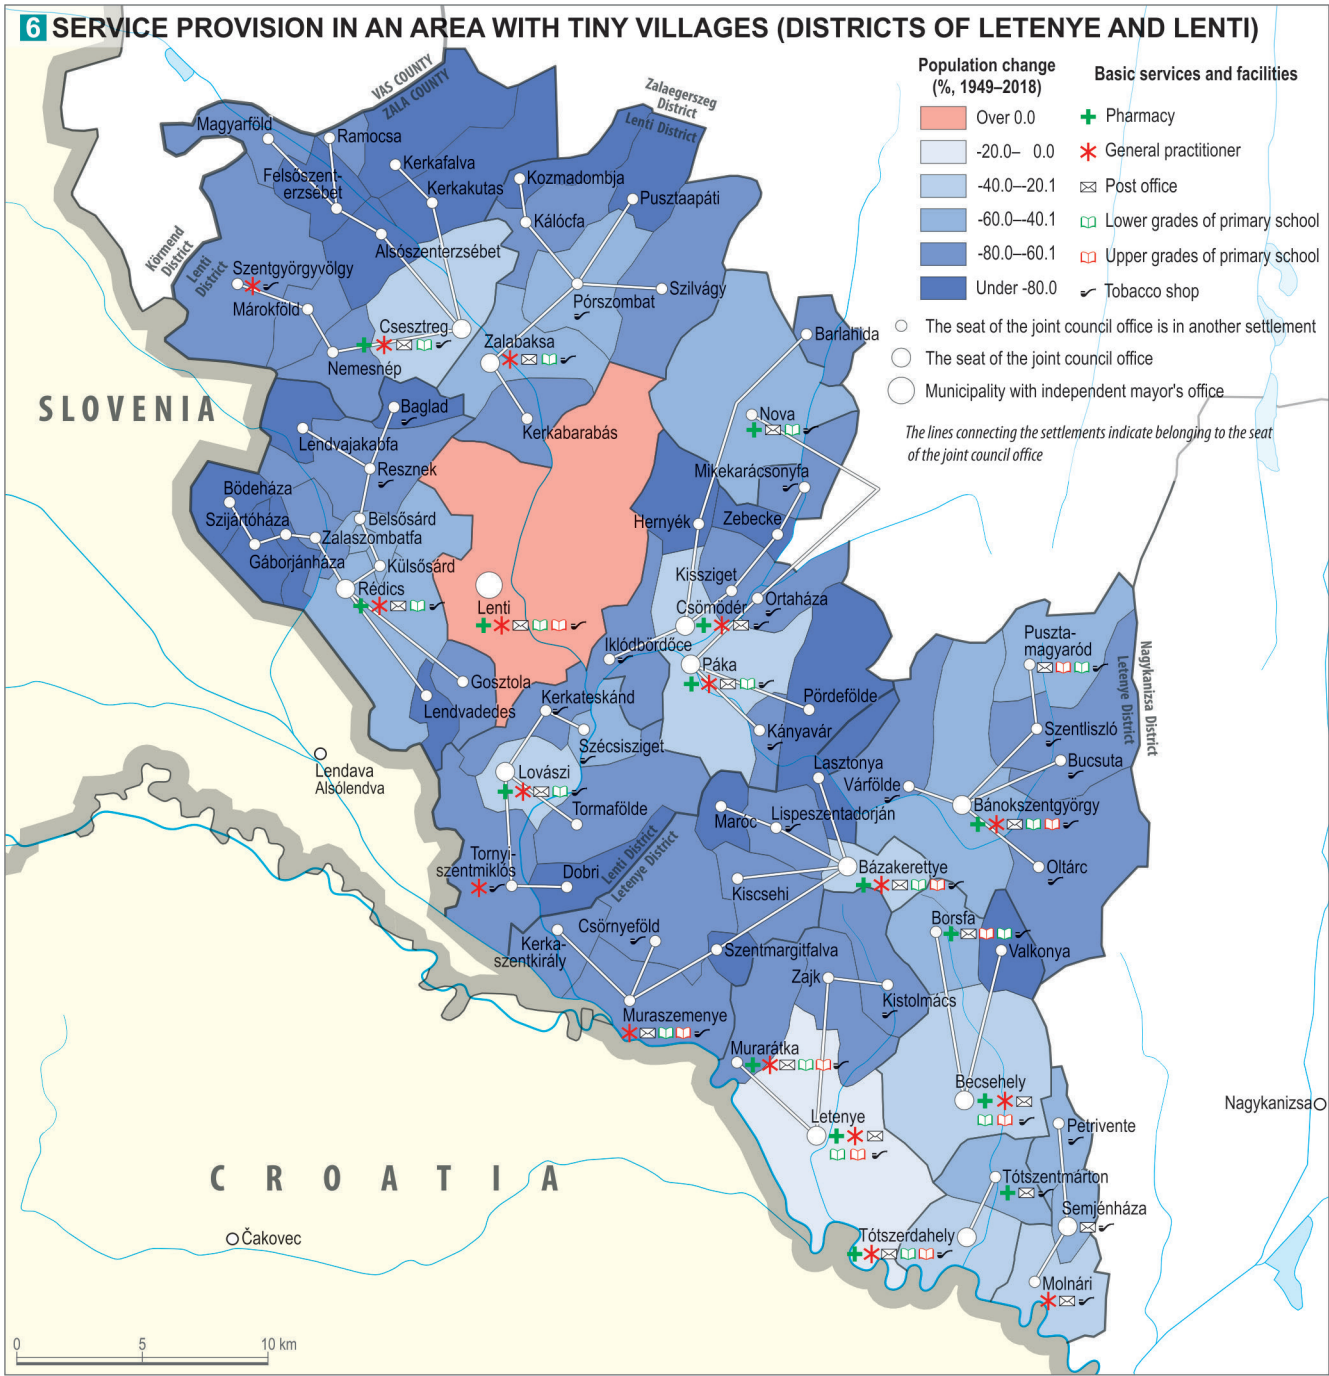 6 SERVICE PROVISION IN AN AREA WITH TINY VILLAGES (DISTRICTS OF LETENYE AND LENTI)
Population change
(%, 1949–2018)
Over 0.0
-20.0– 0.0
-40.0–-20.1
-60.0–-40.1
-80.0–-60.1
Under -80.0
Basic services and facilities
Pharmacy
General practitioner
Post office
Lower grades of primary school
Upper grades of primary school
Tobacco shop
The seat of the joint council office is in another settlement
The seat of the joint council office
Municipality with independent mayor's office
The lines connecting the settlements indicate belonging to the seat
of the joint council office
VAS COUNTY
ZALA COUNTY
Zalaegerszeg
District
Lenti District
Körmend
District
Lenti
District
Magyarföld
Ramocsa
Kerkafalva
Felsőszent-
erzsébet
Kerkakutas
Kozmadombja
Pusztaapáti
Kálócfa
Alsószenterzsébet
Szentgyörgyvölgy
Márokföld
Szilvágy
Pórszombat
Csesztreg
Zalabaksa
Nemesnép
Barlahida
SLOVENIA
Baglad
Lendvajakabfa
Kerkabarabás
Nova
Resznek
Mikekarácsonyfa
Bödeháza
Szijártóháza
Belsősárd
Zalaszombatfa
Hernyék
Zebecke
Gáborjánháza
Külsősárd
Rédics
Kissziget
Lenti
Csömödér
Ortaháza
Iklódbördőce
Páka
Puszta-
magyaród
Nagykanizsa District
Letenye District
Gosztola
Lendvadedes
Kerkateskánd
Pördefölde
Kányavár
Szentliszló
Szécsisziget
Bucsuta
Lendava
Alsólendva
Lovászi
Lasztonya
Várfölde
Tormafölde
Maróc
Lispeszentadorján
Bánokszentgyörgy
Lenti District
Letenye District
Tornyi-
szentmiklós
Dobri
Bázakerettye
Oltárc
Kiscsehi
Borsfa
Csörnyeföld
Kerka-
szentkirály
Szentmargitfalva
Valkonya
Zajk
Kistolmács
Muraszemenye
Murarátka
Becsehely
Letenye
Nagykanizsa
Petrivente
CROATIA
Tótszentmárton
Semjénháza
Čakovec
Tótszerdahely
Molnári
0 5 10 km